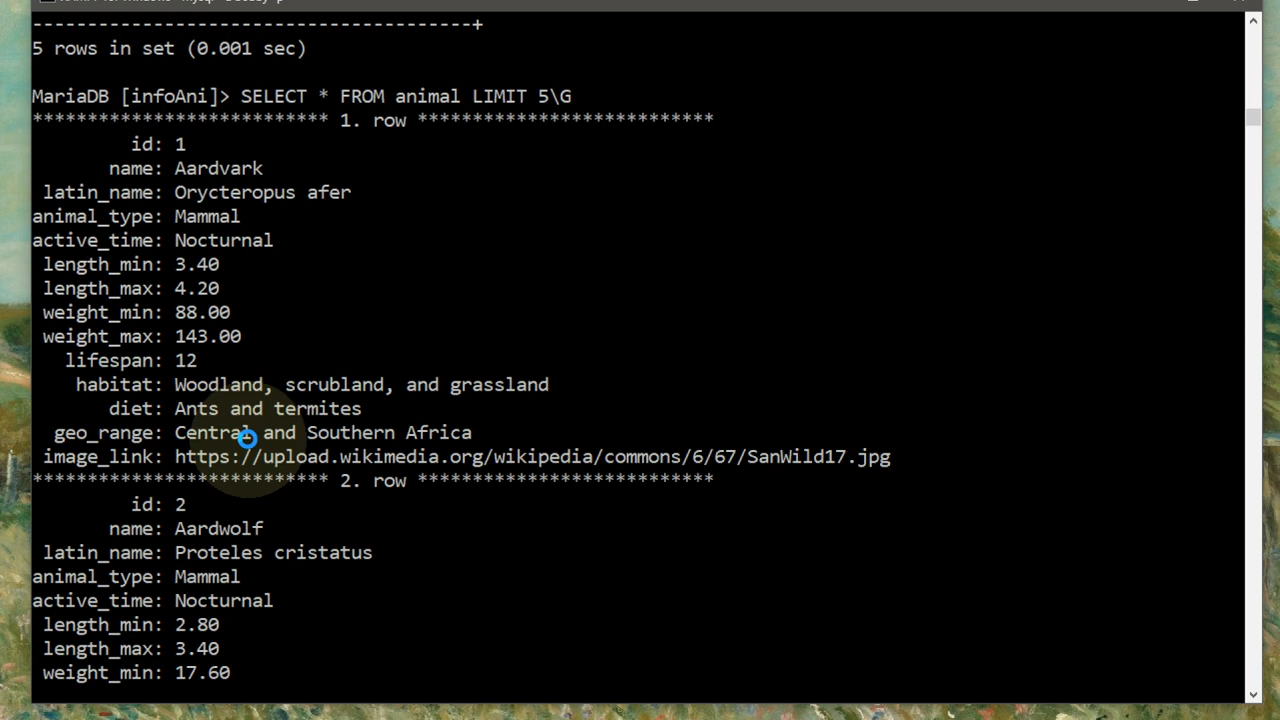 ----------------------------------------+
5 rows in set (0.001 sec)
MariaDB [infoAni]> SELECT * FROM animal LIMIT 5\G
*************************** 1. row ***************************
id: 1
name: Aardvark
latin_name: Orycteropus afer
animal_type: Mammal
active_time: Nocturnal
length_min: 3.40
length_max: 4.20
weight_min: 88.00
weight_max: 143.00
lifespan: 12
habitat: Woodland, scrubland, and grassland
diet: Ants and termites
geo_range: Central and Southern Africa
image_link: https://upload.wikimedia.org/wikipedia/commons/6/67/SanWild17.jpg
*************************** 2. row ***************************
id: 2
name: Aardwolf
latin_name: Proteles cristatus
animal_type: Mammal
active_time: Nocturnal
length_min: 2.80
length_max: 3.40
weight_min: 17.60